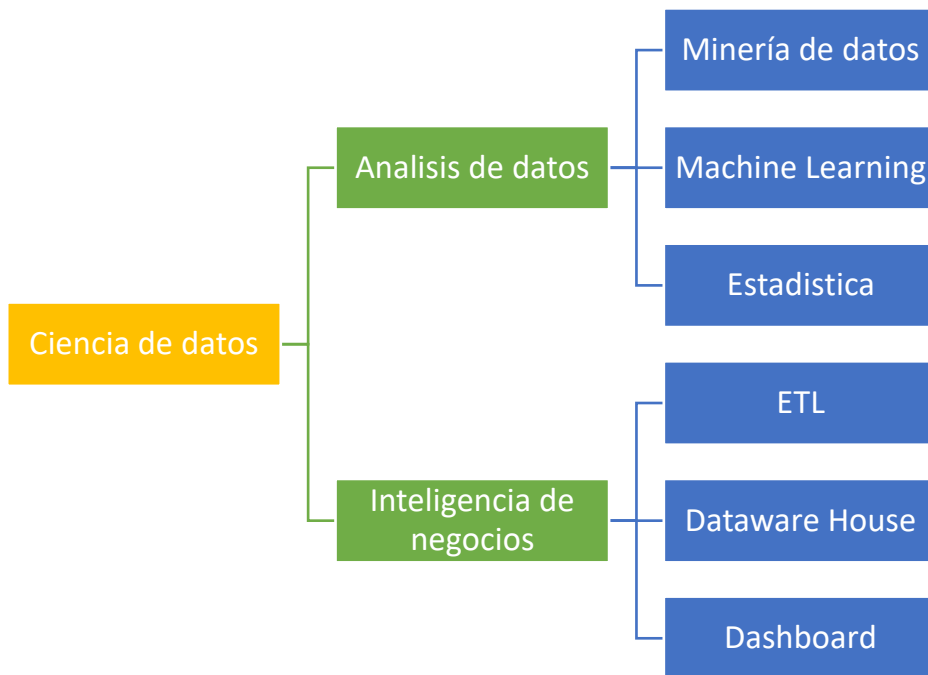 Ciencia de datos
Analisis de datos
Minería de datos
Machine Learning
Estadistica
Inteligencia de
negocios
ETL
Dataware House
Dashboard